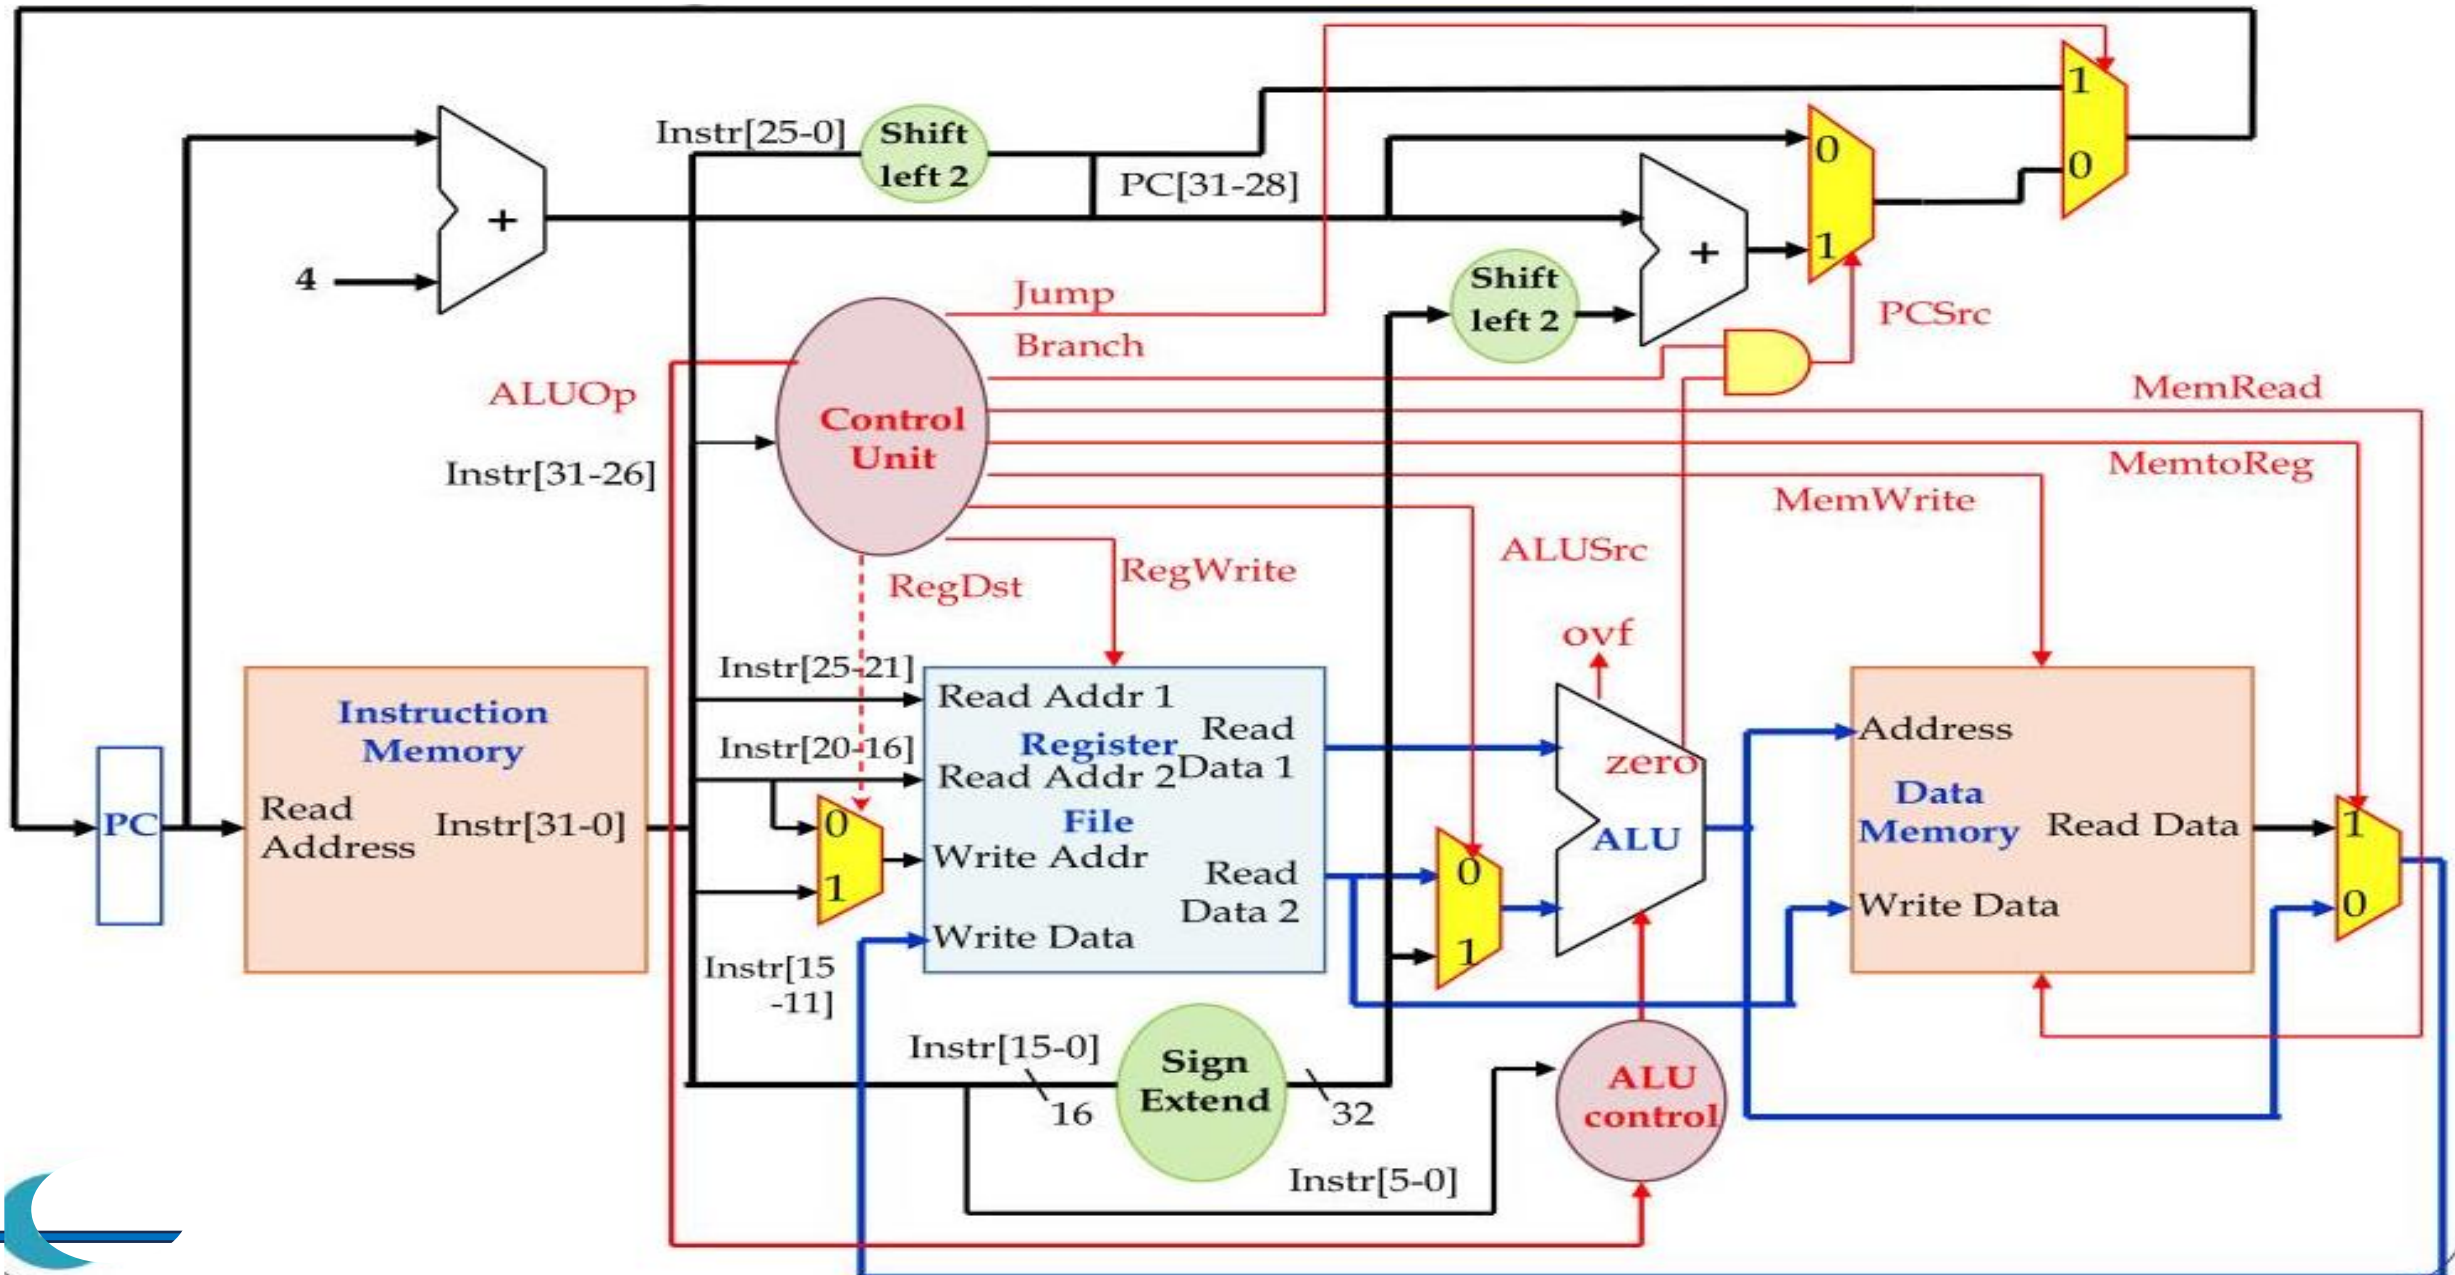 Instr[25-0]
Shift
left 2
PC[31-28]
+
4
1
0
0
1
+
Shift
left 2
Jump
Branch
PCSrc
ALUOp
Control
Unit
MemRead
Instr[31-26]
MemtoReg
MemWrite
ALUSrc
RegWrite
RegDst
ovf
Instr[25-21]
Instruction
Memory
Read
Address
Instr[31-0]
PC
Read Addr 1
Instr[20-16]
Register
File
Read
Data 1
Read Addr 2
Write Addr
Read
Data 2
Write Data
0
1
Instr[15
-11]
zero
ALU
0
1
Address
Data
Memory
Read Data
Write Data
1
0
Instr[15-0]
16
Sign
Extend
32
ALU
control
Instr[5-0]